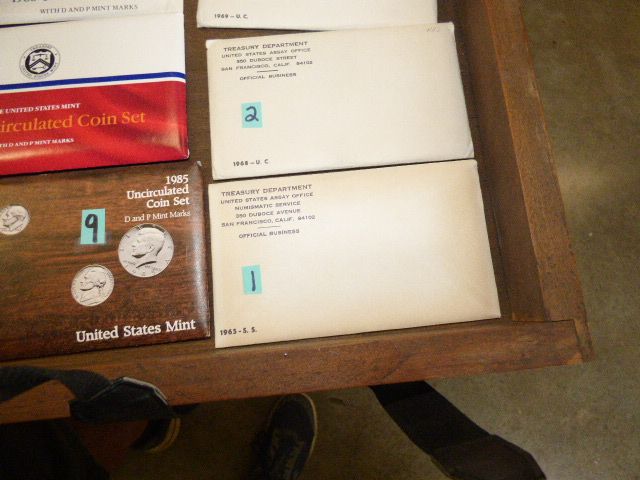 WITH D AND P MINT MARKS
1969 - U. C.
TREASURY DEPARTMENT
UNITED STATES ASSAY OFFICE
350 DUBOCE STREET
SAN FRANCISCO, CALIF. 94102
OFFICIAL BUSINESS
2
1968 - U. C
E UNITED STATES MINT
circulated Coin Set
TH D AND P MINT MARKS
1985
Uncirculated
Coin Set
D and P Mint Marks
9
United States Mint
TREASURY DEPARTMENT
UNITED STATES ASSAY OFFICE
NUMISMATIC SERVICE
350 DUBOCE AVENUE
SAN FRANCISCO, CALIF. 94102
OFFICIAL BUSINESS
1
1965 - S. S.